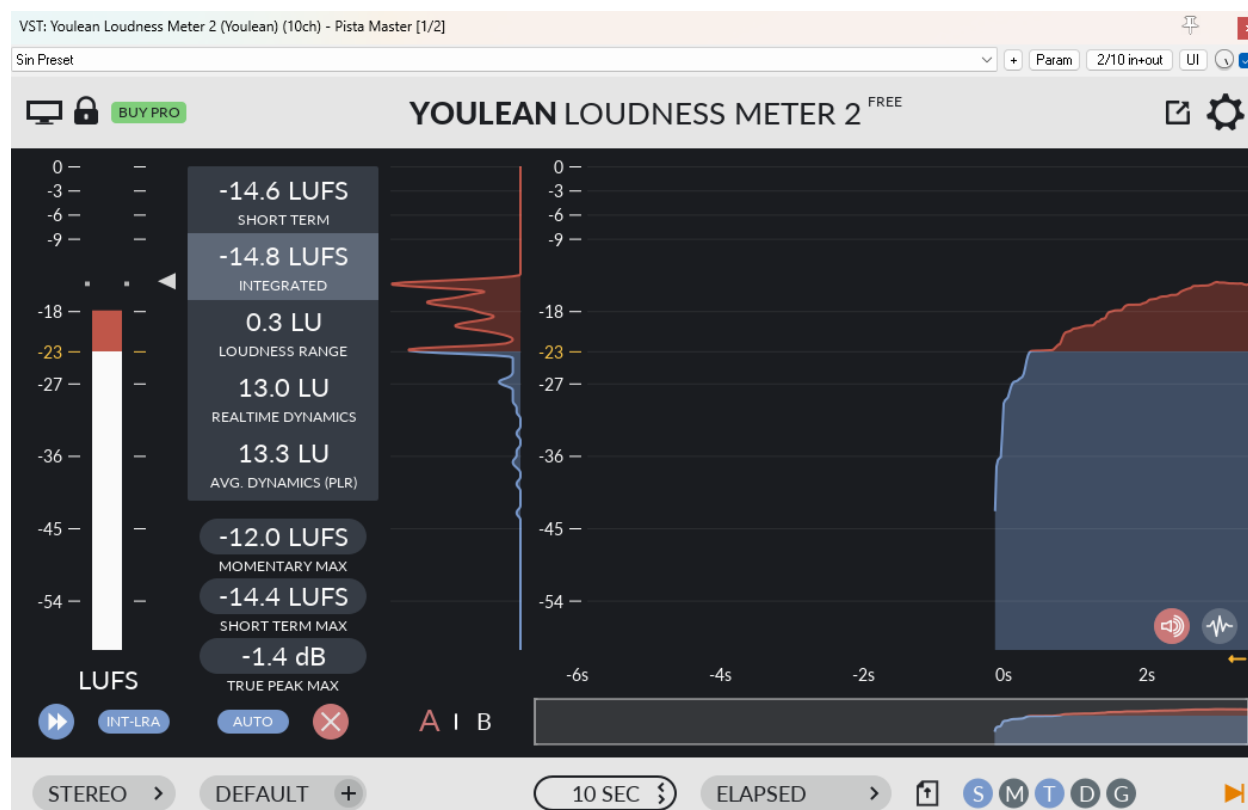 VST: Youlean Loudness Meter 2 (Youlean) (10ch) - Pista Master [1/2]
Sin Preset
+ Param 2/10 in+out UI
BUY PRO
YOULEAN LOUDNESS METER 2 FREE
0
-3
-6
-9
-18
-23
-27
-36
-45
-54
LUFS
INT-LRA
-14.6 LUFS
SHORT TERM
-14.8 LUFS
INTEGRATED
0.3 LU
LOUDNESS RANGE
13.0 LU
REALTIME DYNAMICS
13.3 LU
AVG. DYNAMICS (PLR)
-12.0 LUFS
MOMENTARY MAX
-14.4 LUFS
SHORT TERM MAX
-1.4 dB
TRUE PEAK MAX
AUTO
A I B
0
-3
-6
-9
-18
-23
-27
-36
-45
-54
-6s -4s -2s 0s 2s
STEREO DEFAULT + 10 SEC ELAPSED S M T D G